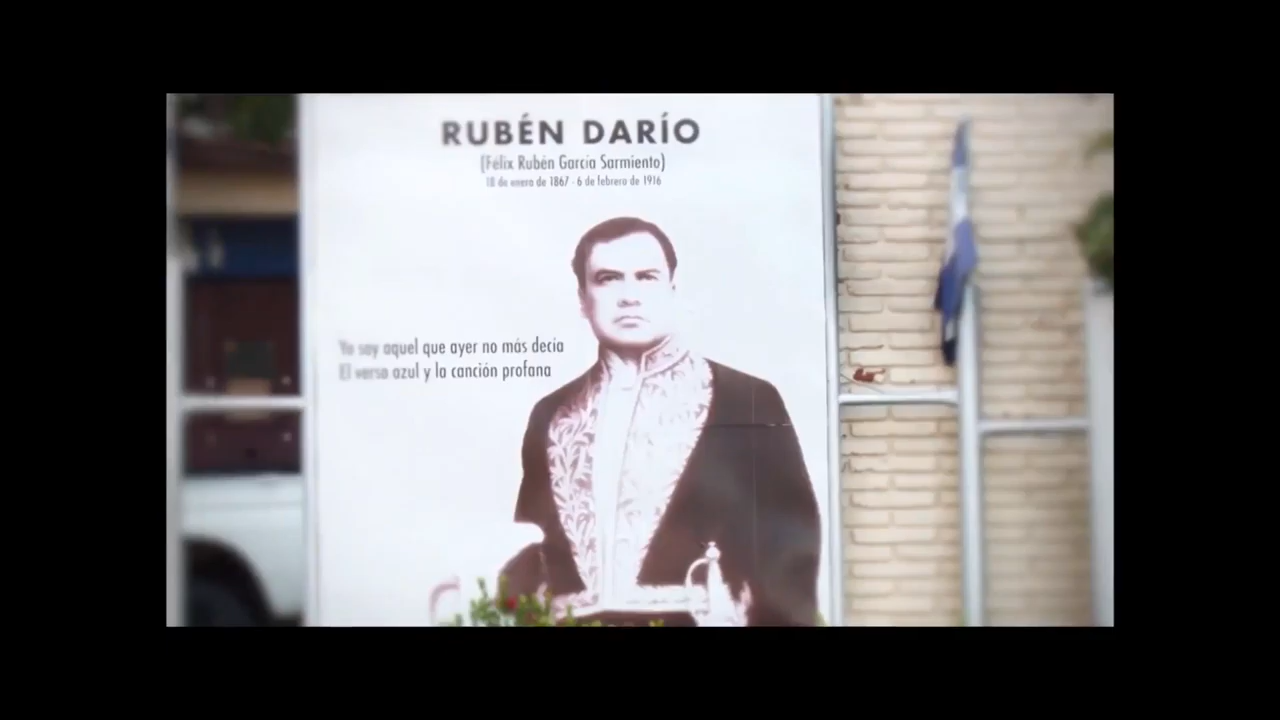 RUBÉN DARÍO
(Félix Rubén García Sarmiento)
18 de enero de 1867 - 6 de febrero de 1916
Yo soy aquel que ayer no más decía
El verso azul y la canción profana